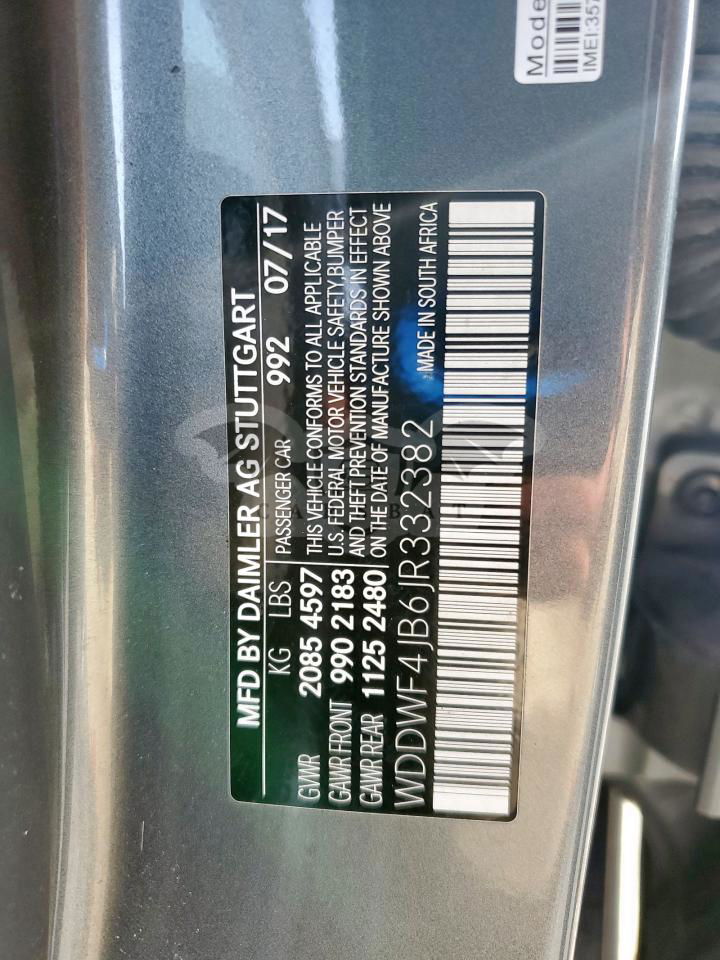 MFD BY DAIMLER AG STUTTGART
KG LBS PASSENGER CAR 992 07/17
GVWR 2085 4597 THIS VEHICLE CONFORMS TO ALL APPLICABLE
GAWR FRONT 990 2183 U.S. FEDERAL MOTOR VEHICLE SAFETY BUMPER
GAWR REAR 1125 2480 AND THEFT PREVENTION STANDARDS IN EFFECT
ON THE DATE OF MANUFACTURE SHOWN ABOVE
WDDWF4JB6JR332382 MADE IN SOUTH AFRICA
Mode
IMEI:357